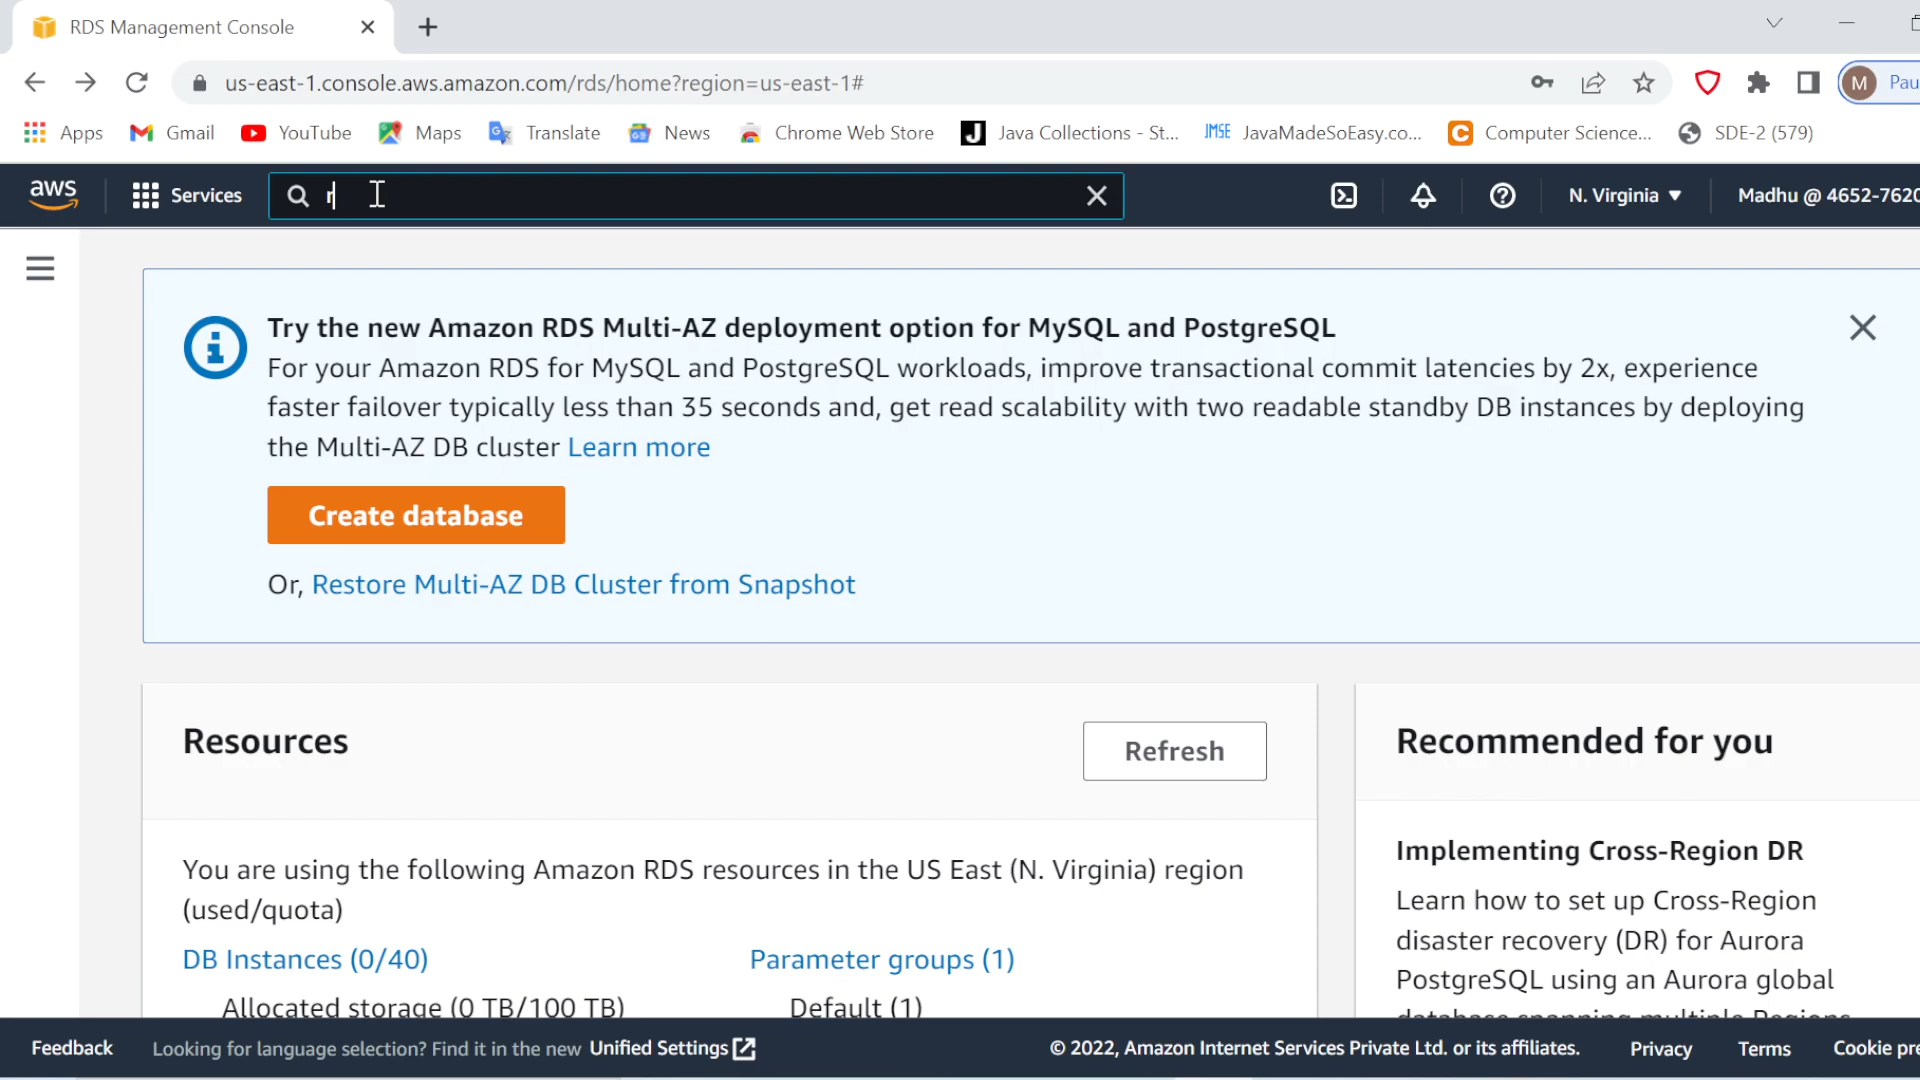 RDS Management Console
us-east-1.console.aws.amazon.com/rds/home?region=us-east-1#
M Pau
Apps Gmail YouTube Maps Translate News Chrome Web Store Java Collections - St... JavaMadeSoEasy.co... Computer Science... SDE-2 (579)
aws Services r N. Virginia Madhu @ 4652-7620
Try the new Amazon RDS Multi-AZ deployment option for MySQL and PostgreSQL
For your Amazon RDS for MySQL and PostgreSQL workloads, improve transactional commit latencies by 2x, experience
faster failover typically less than 35 seconds and, get read scalability with two readable standby DB instances by deploying
the Multi-AZ DB cluster Learn more
Create database
Or, Restore Multi-AZ DB Cluster from Snapshot
Resources
Refresh
You are using the following Amazon RDS resources in the US East (N. Virginia) region
(used/quota)
DB Instances (0/40) Parameter groups (1)
Allocated storage (0 TB/100 TB) Default (1)
Recommended for you
Implementing Cross-Region DR
Learn how to set up Cross-Region
disaster recovery (DR) for Aurora
PostgreSQL using an Aurora global
database spanning multiple Regions
Feedback Looking for language selection? Find it in the new Unified Settings © 2022, Amazon Internet Services Private Ltd. or its affiliates. Privacy Terms Cookie pre